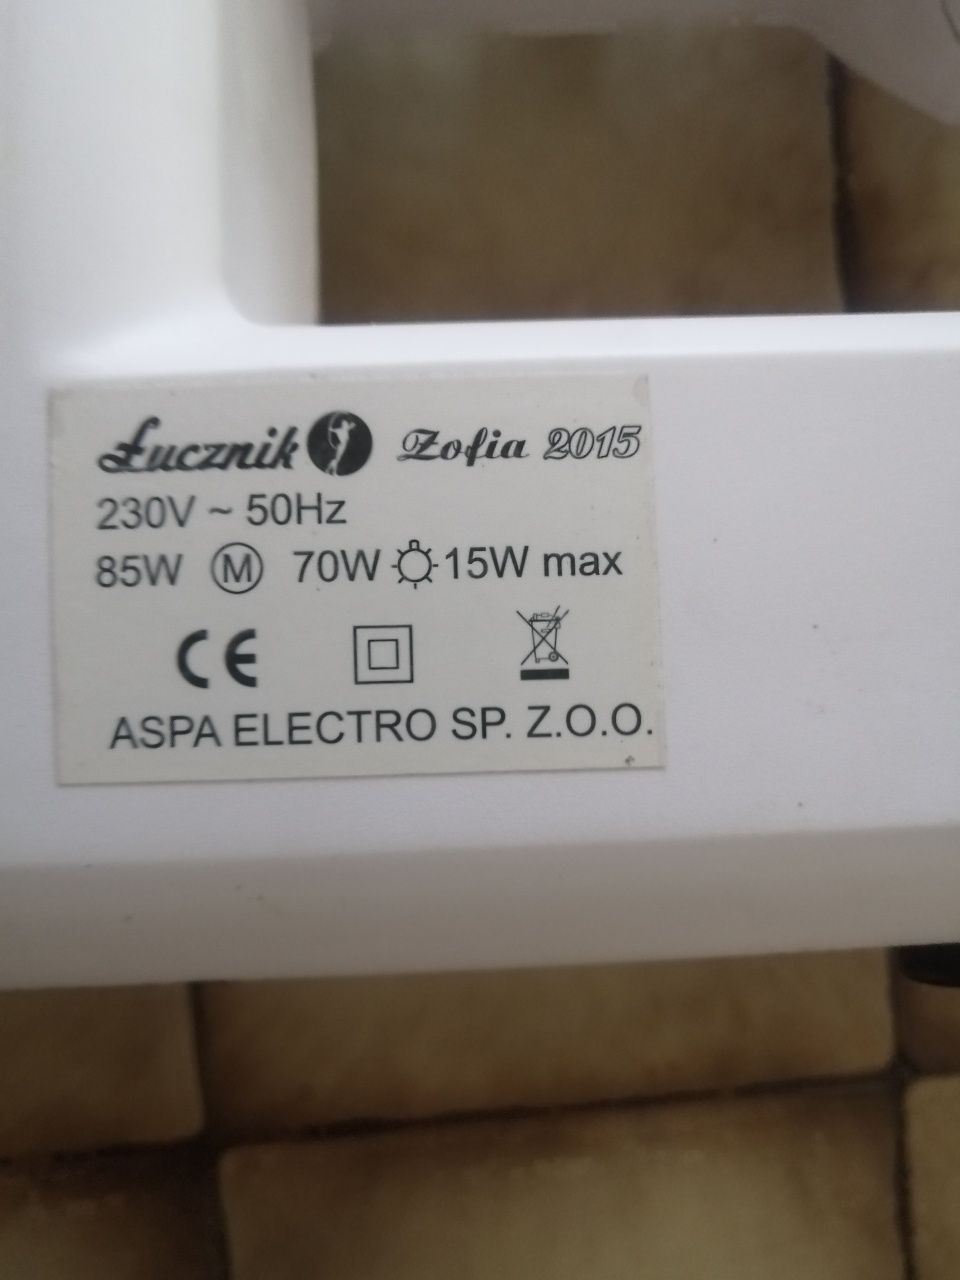 Łucznik Zofia 2015
230V ~ 50Hz
85W M 70W 15W max
CE
ASPA ELECTRO SP. Z.O.O.